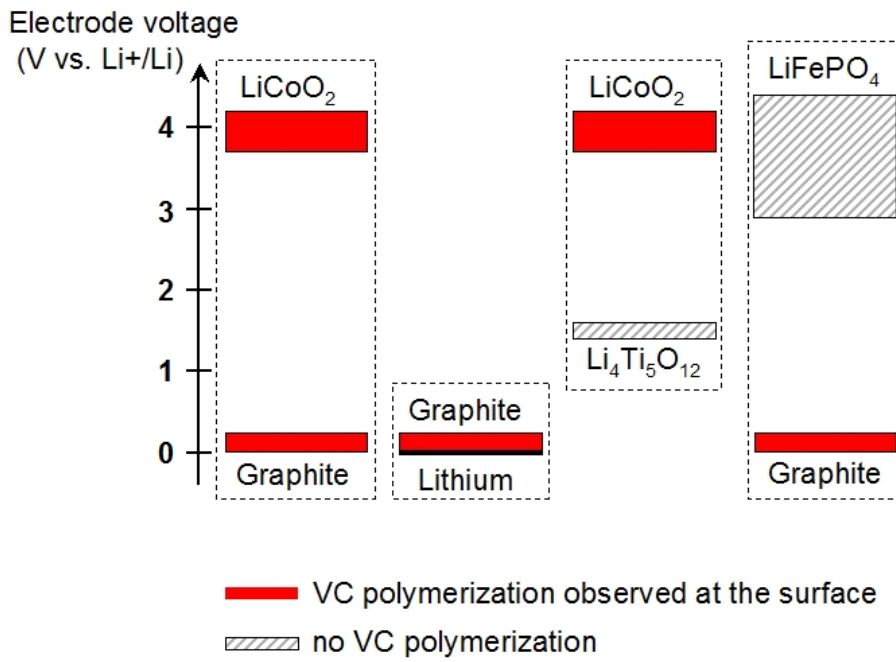 Electrode voltage
(V vs. Li+/Li)
LiCoO₂
LiCoO₂
LiFePO₄
4
3
2
1
Li₄Ti₅O₁₂
Graphite
0
Graphite
Lithium
Graphite
VC polymerization observed at the surface
no VC polymerization